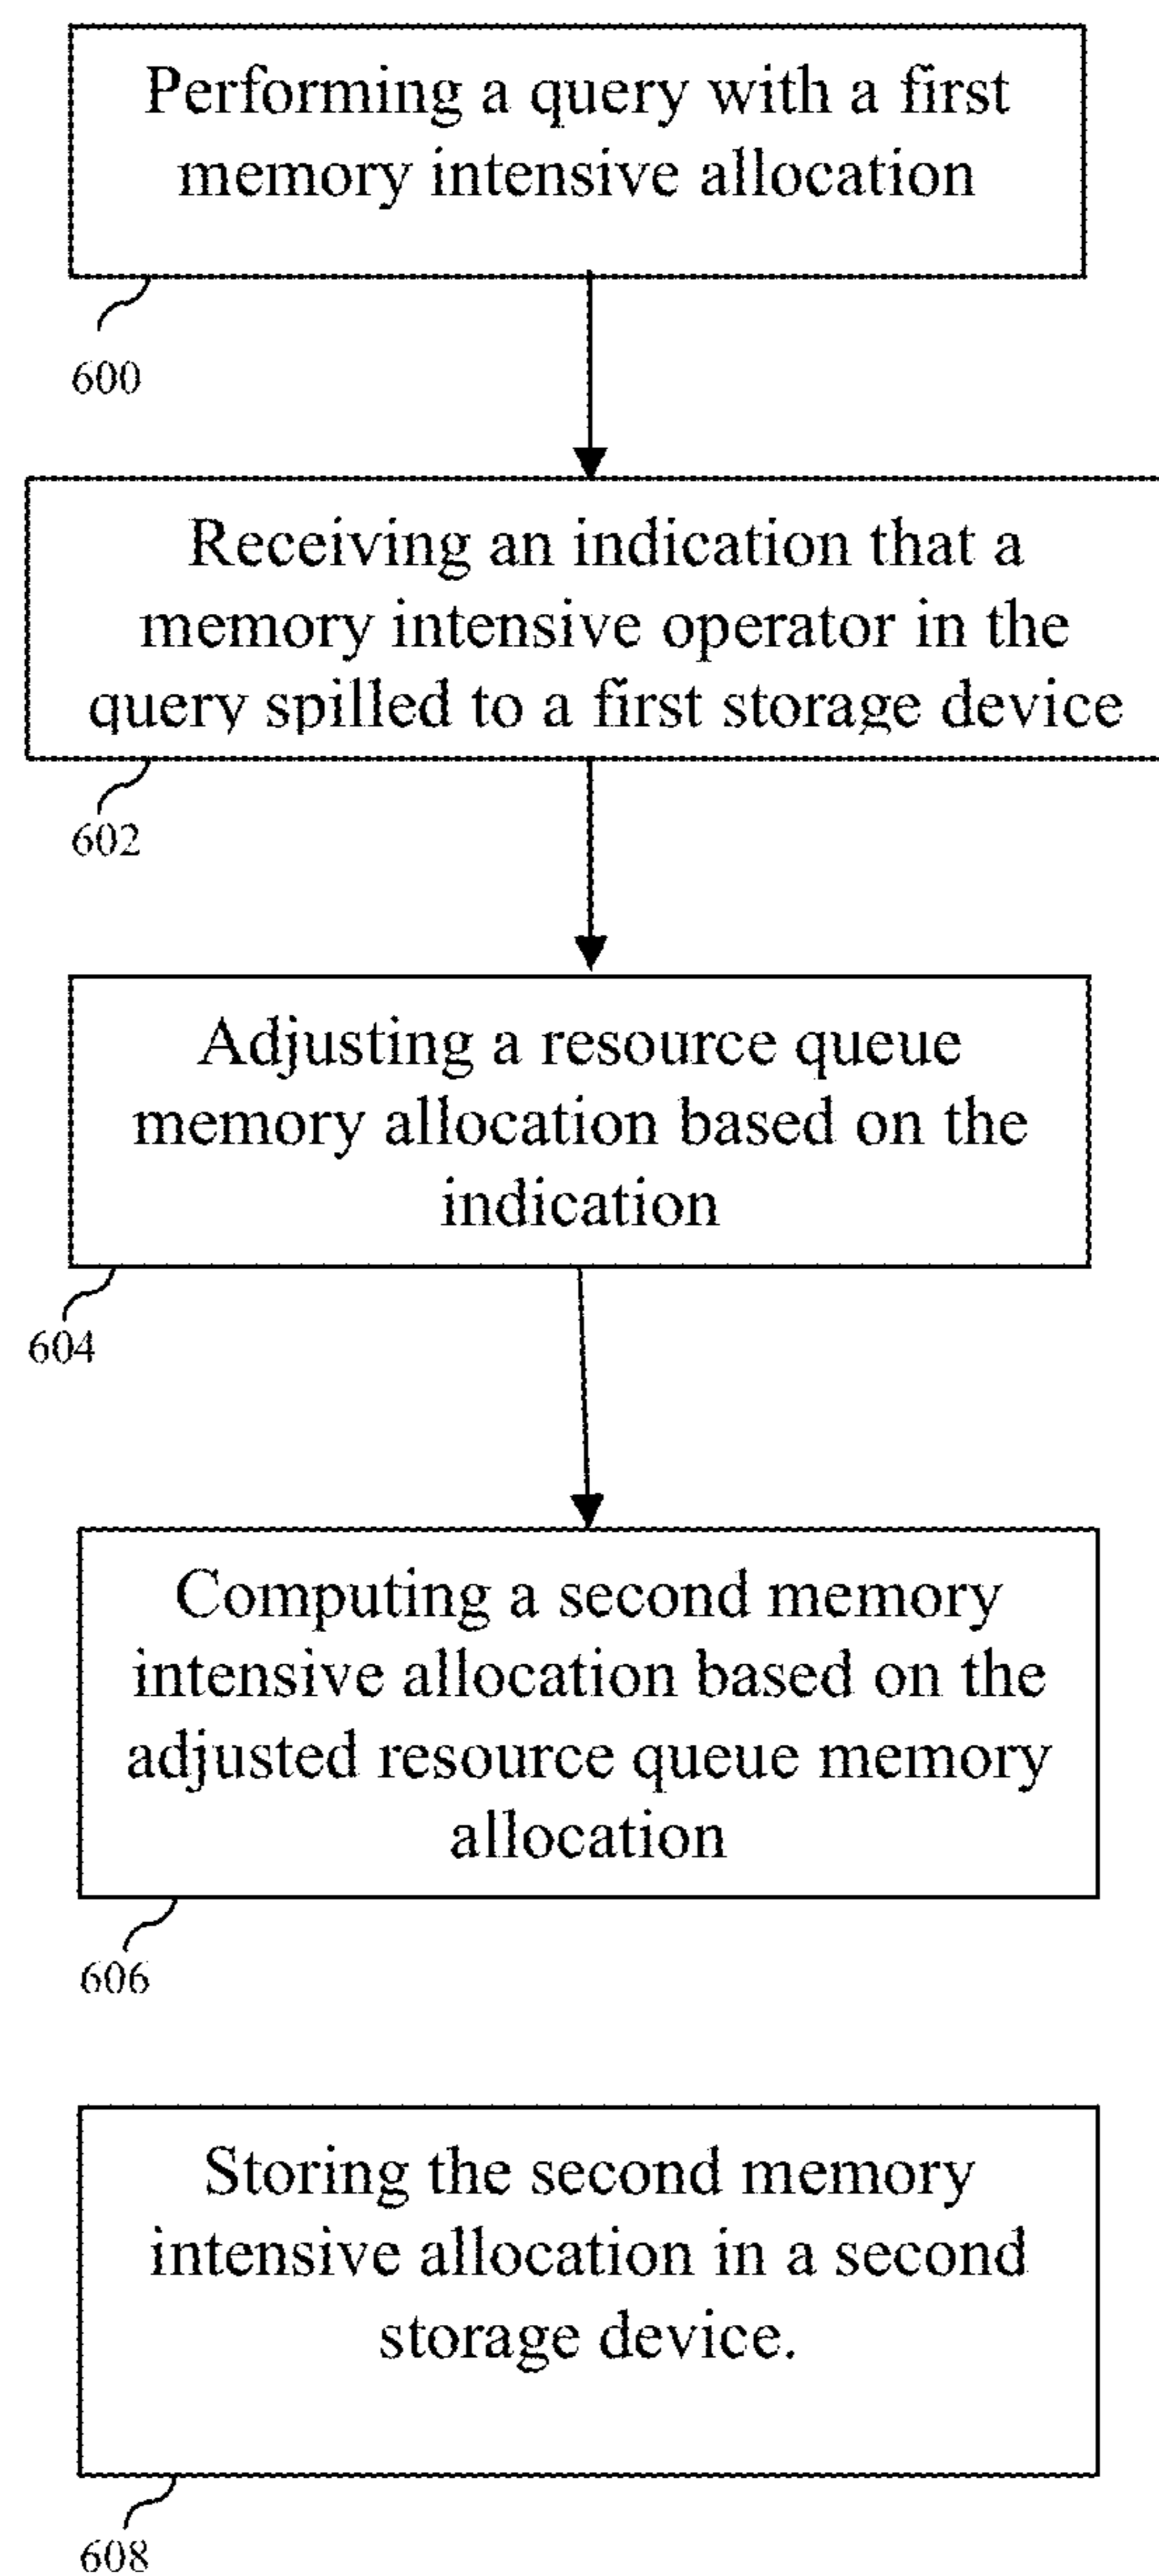 Performing a query with a first
memory intensive allocation
600
Receiving an indication that a
memory intensive operator in the
query spilled to a first storage device
602
Adjusting a resource queue
memory allocation based on the
indication
604
Computing a second memory
intensive allocation based on the
adjusted resource queue memory
allocation
606
Storing the second memory
intensive allocation in a second
storage device.
608